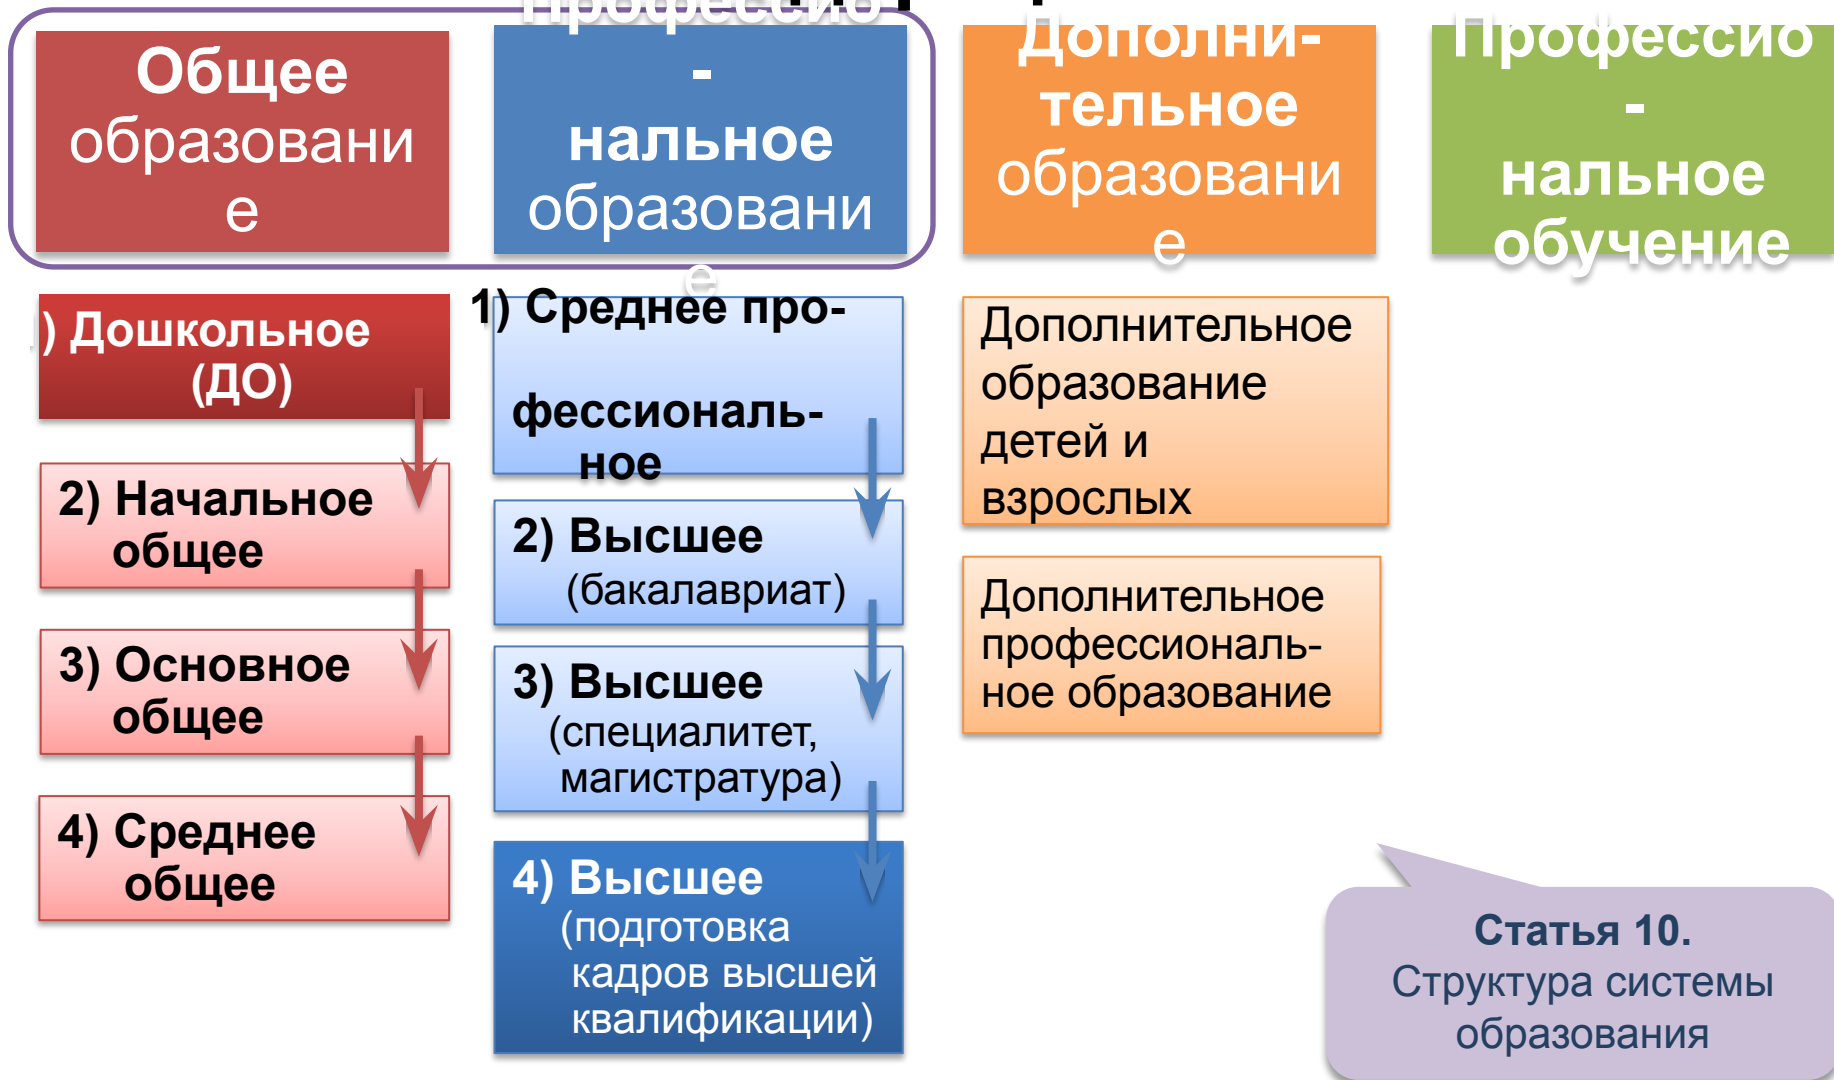 Общее
образовани
е
Профессио
-
нальное
образовани
е
Дополни-
тельное
образовани
е
Профессио
-
нальное
обучение
) Дошкольное
(ДО)
2) Начальное
общее
3) Основное
общее
4) Среднее
общее
1) Среднее про-
фессиональ-
ное
2) Высшее
(бакалавриат)
3) Высшее
(специалитет,
магистратура)
4) Высшее
(подготовка
кадров высшей
квалификации)
Дополнительное
образование
детей и
взрослых
Дополнительное
профессиональ-
ное образование
Статья 10.
Структура системы
образования